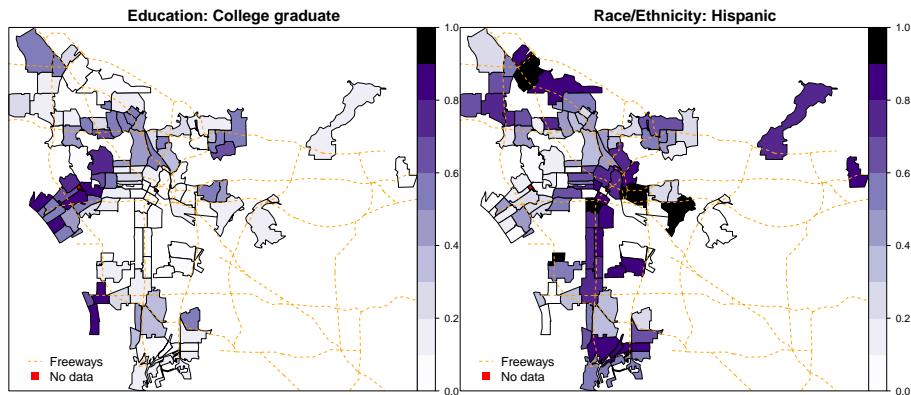 Education: College graduate
1.0
0.8
0.6
0.4
0.2
0.0
Freeways
No data
Race/Ethnicity: Hispanic
1.0
0.8
0.6
0.4
0.2
0.0
Freeways
No data